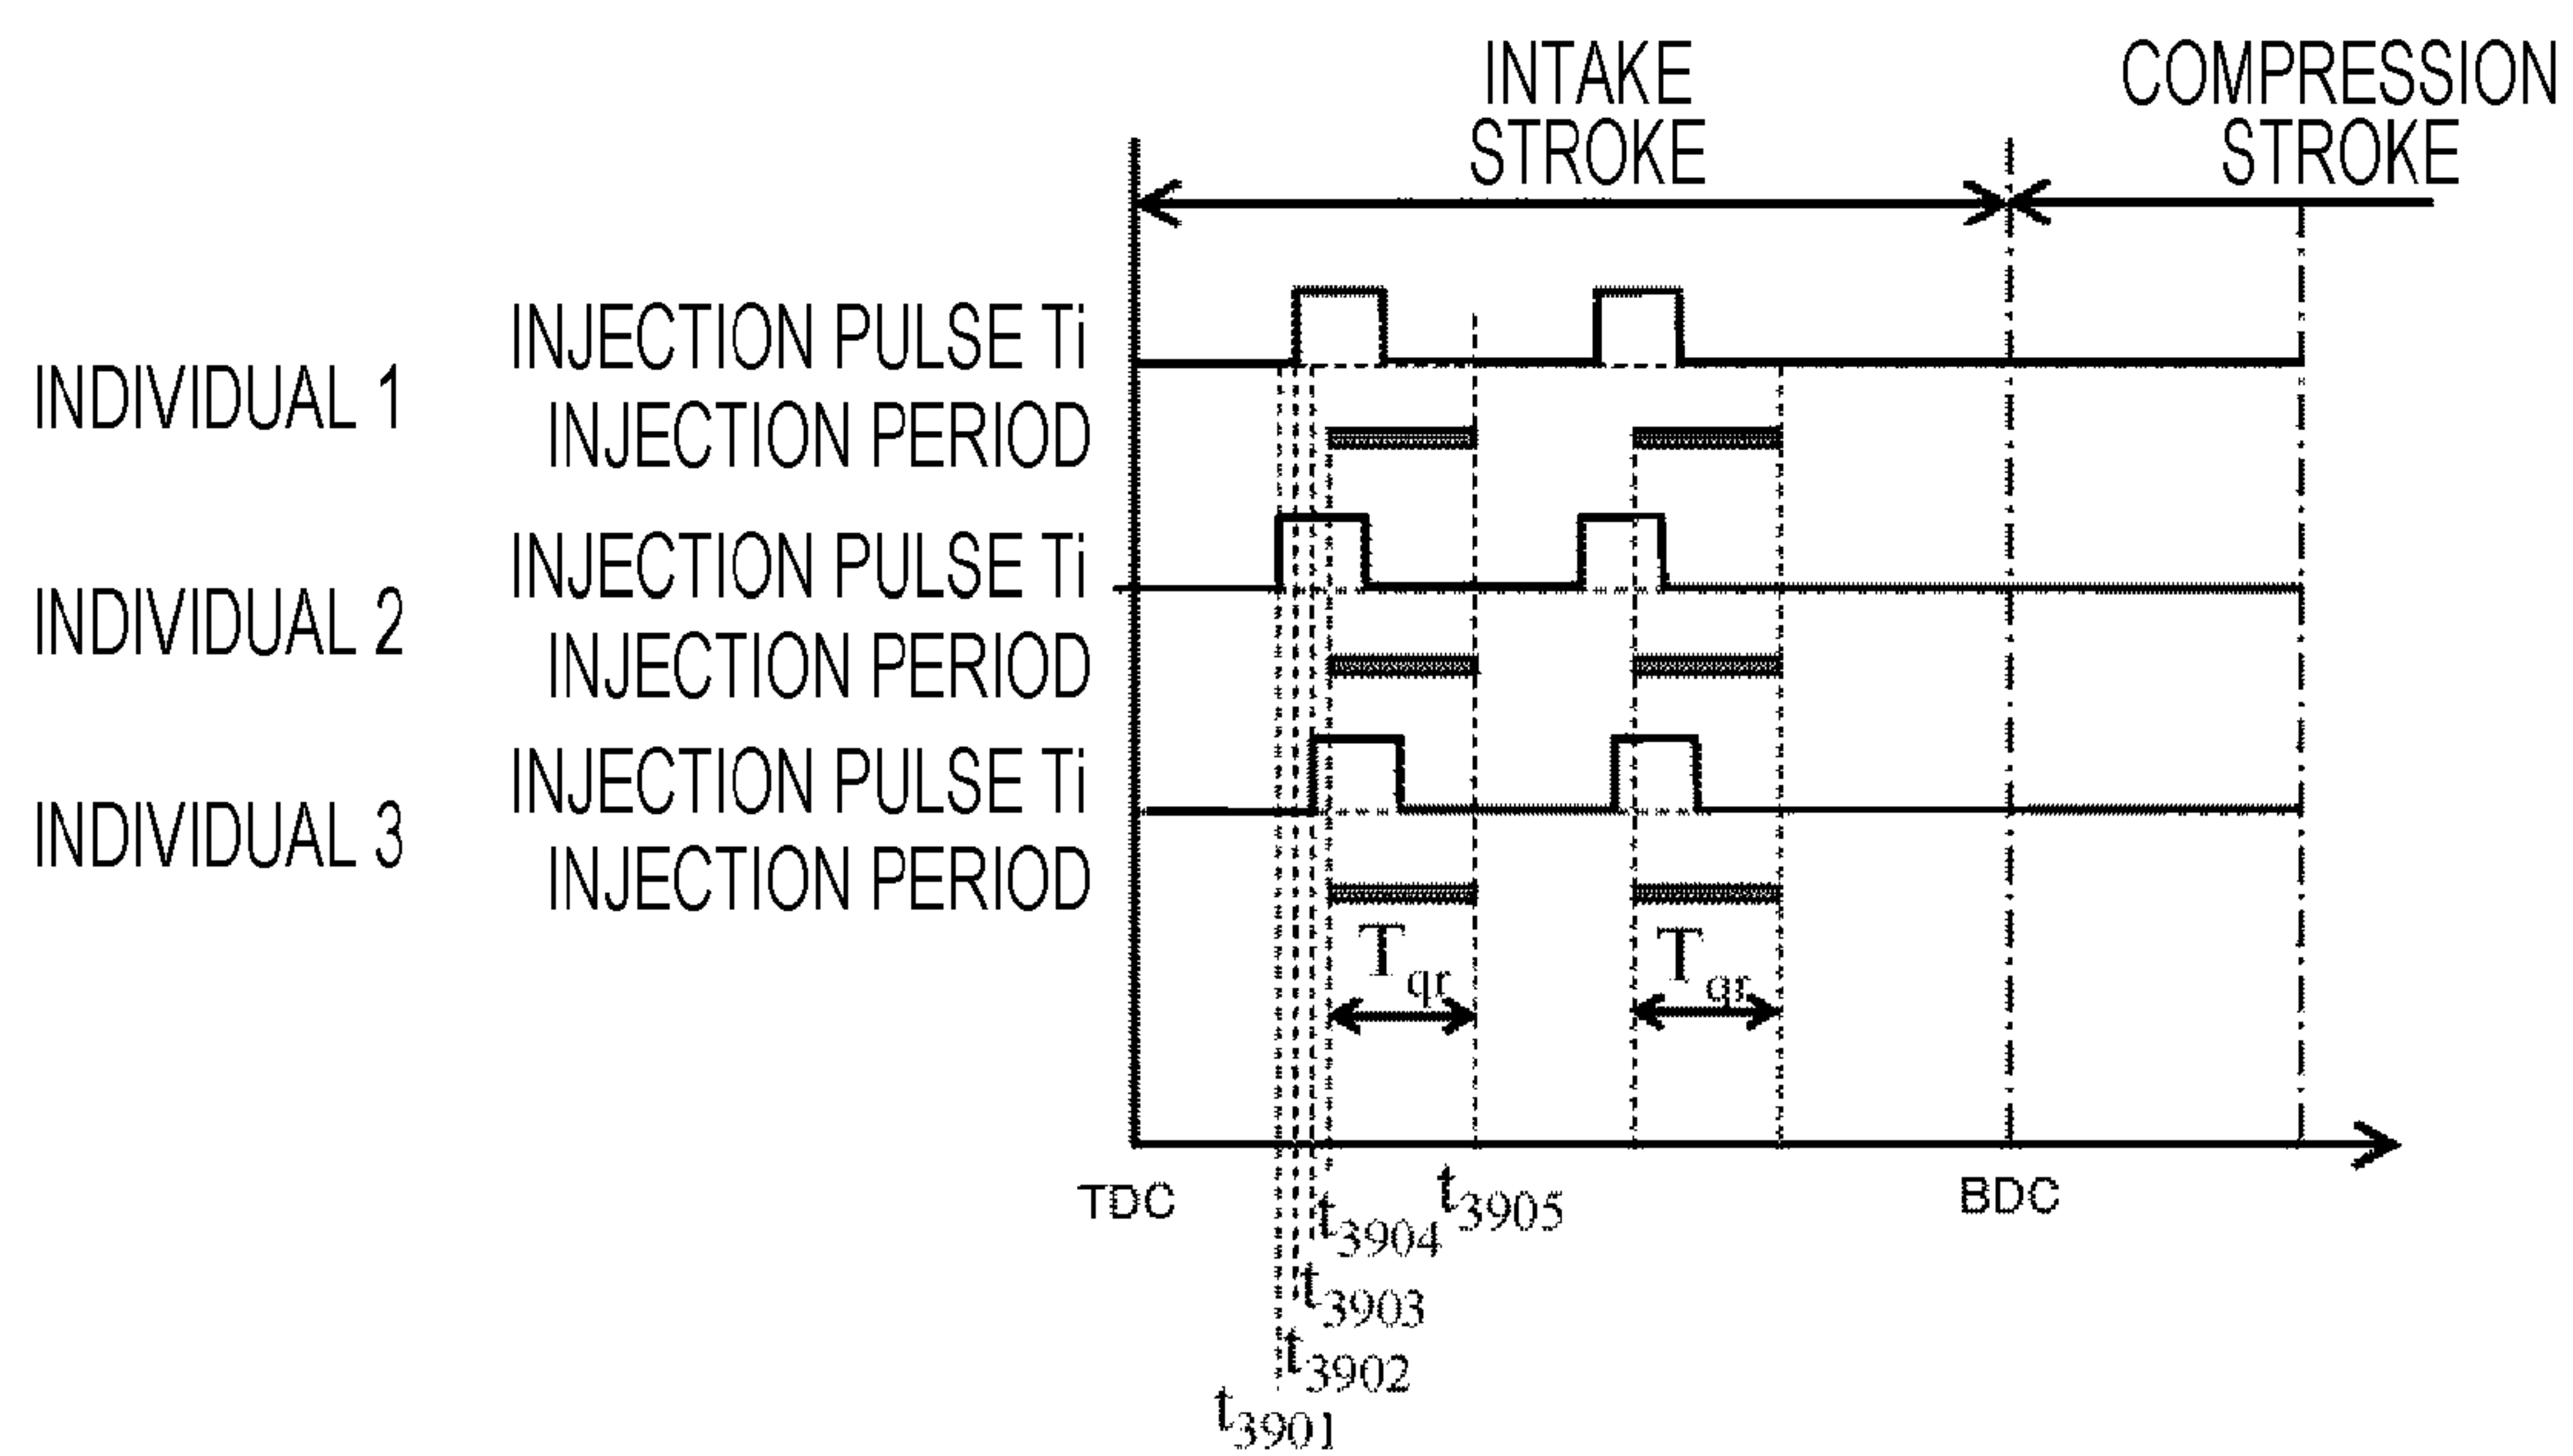 INTAKE
STROKE
COMPRESSION
STROKE
INDIVIDUAL 1
INJECTION PULSE Ti
INJECTION PERIOD
INDIVIDUAL 2
INJECTION PULSE Ti
INJECTION PERIOD
INDIVIDUAL 3
INJECTION PULSE Ti
INJECTION PERIOD
Tqr
Tqr
TDC
BDC
t3905
t3904
t3903
t3902
t3901